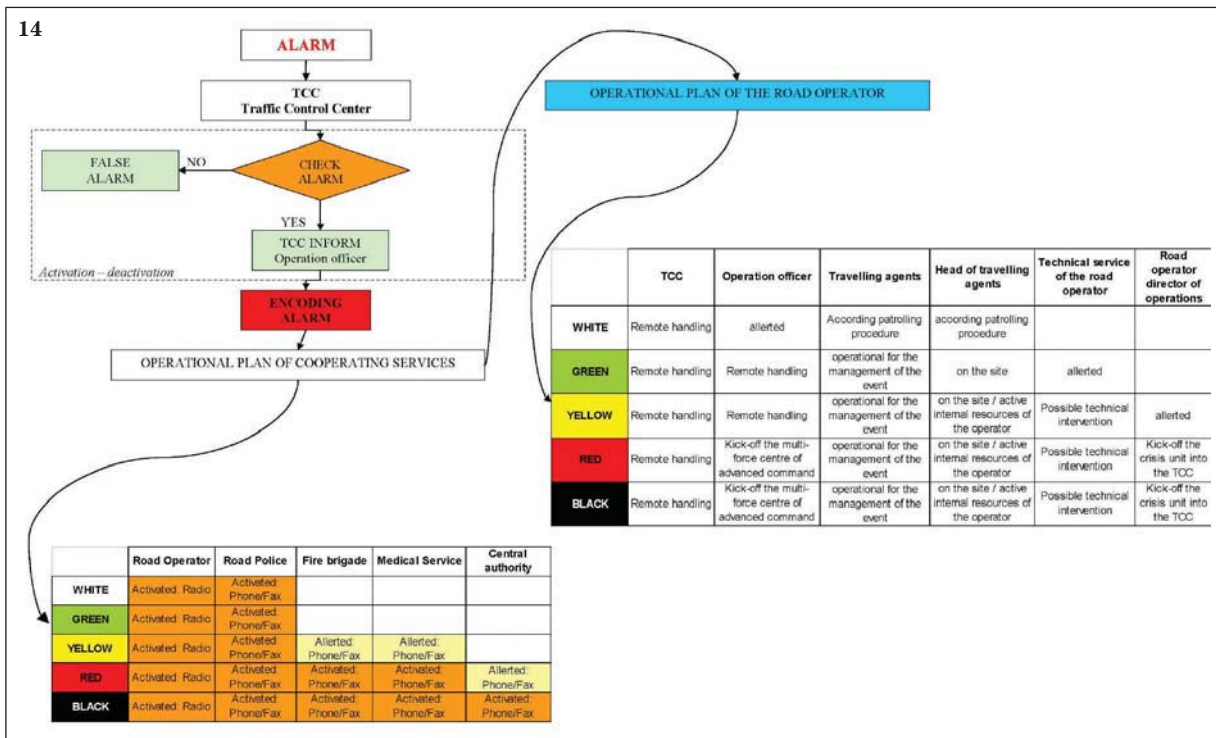 14
ALARM
TCC
Traffic Control Center
OPERATIONAL PLAN OF THE ROAD OPERATOR
FALSE
ALARM
NO
CHECK
ALARM
YES
TCC INFORM
Operation officer
Activation – deactivation
ENCODING
ALARM
OPERATIONAL PLAN OF COOPERATING SERVICES
TCC
Operation officer
Travelling agents
Head of travelling
agents
Technical service
of the road
operator
Road
operator
director of
operations
WHITE
Remote handling
allerted
According patrolling
procedure
according patrolling
procedure
GREEN
Remote handling
Remote handling
operational for the
management of the
event
on the site
allerted
YELLOW
Remote handling
Remote handling
operational for the
management of the
event
on the site / active
internal resources of
the operator
Possible technical
intervention
allerted
RED
Remote handling
Kick-off the multi-
force centre of
advanced command
operational for the
management of the
event
on the site / active
internal resources of
the operator
Possible technical
intervention
Kick-off the
crisis unit into
the TCC
BLACK
Remote handling
Kick-off the multi-
force centre of
advanced command
operational for the
management of the
event
on the site / active
internal resources of
the operator
Possible technical
intervention
Kick-off the
crisis unit into
the TCC
Road Operator
Road Police
Fire brigade
Medical Service
Central
authority
WHITE
Activated: Radio
Activated:
Phone/Fax
GREEN
Activated: Radio
Activated:
Phone/Fax
YELLOW
Activated: Radio
Activated:
Phone/Fax
Allerted:
Phone/Fax
Allerted:
Phone/Fax
RED
Activated: Radio
Activated:
Phone/Fax
Activated:
Phone/Fax
Activated:
Phone/Fax
Allerted:
Phone/Fax
BLACK
Activated: Radio
Activated:
Phone/Fax
Activated:
Phone/Fax
Activated:
Phone/Fax
Activated:
Phone/Fax